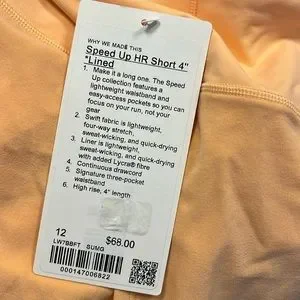 WHY WE MADE THIS
Speed Up HR Short 4"
*Lined
1. Make it a long one. The Speed
Up collection features a
lightweight waistband and
easy-access pockets so you can
focus on your run, not your
gear
2. Swift fabric is lightweight,
four-way stretch,
sweat-wicking, and quick-drying
3. Liner is lightweight,
sweat-wicking, and quick-drying
with added Lycra® fibre
4. Continuous drawcord
5. Signature three-pocket
waistband
6. High rise, 4" length
12
$68.00
LW7BBFT SUMG
000147006822